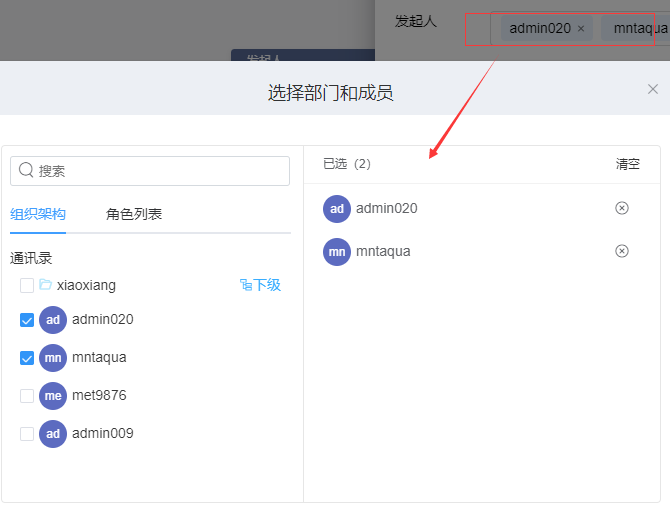 发起人
admin020 ×
mntaqua
发起人
选择部门和成员
搜索
组织架构
角色列表
通讯录
xiaoxiang
下级
ad admin020
mn mntaqua
me met9876
ad admin009
已选（2）
清空
ad admin020
mn mntaqua